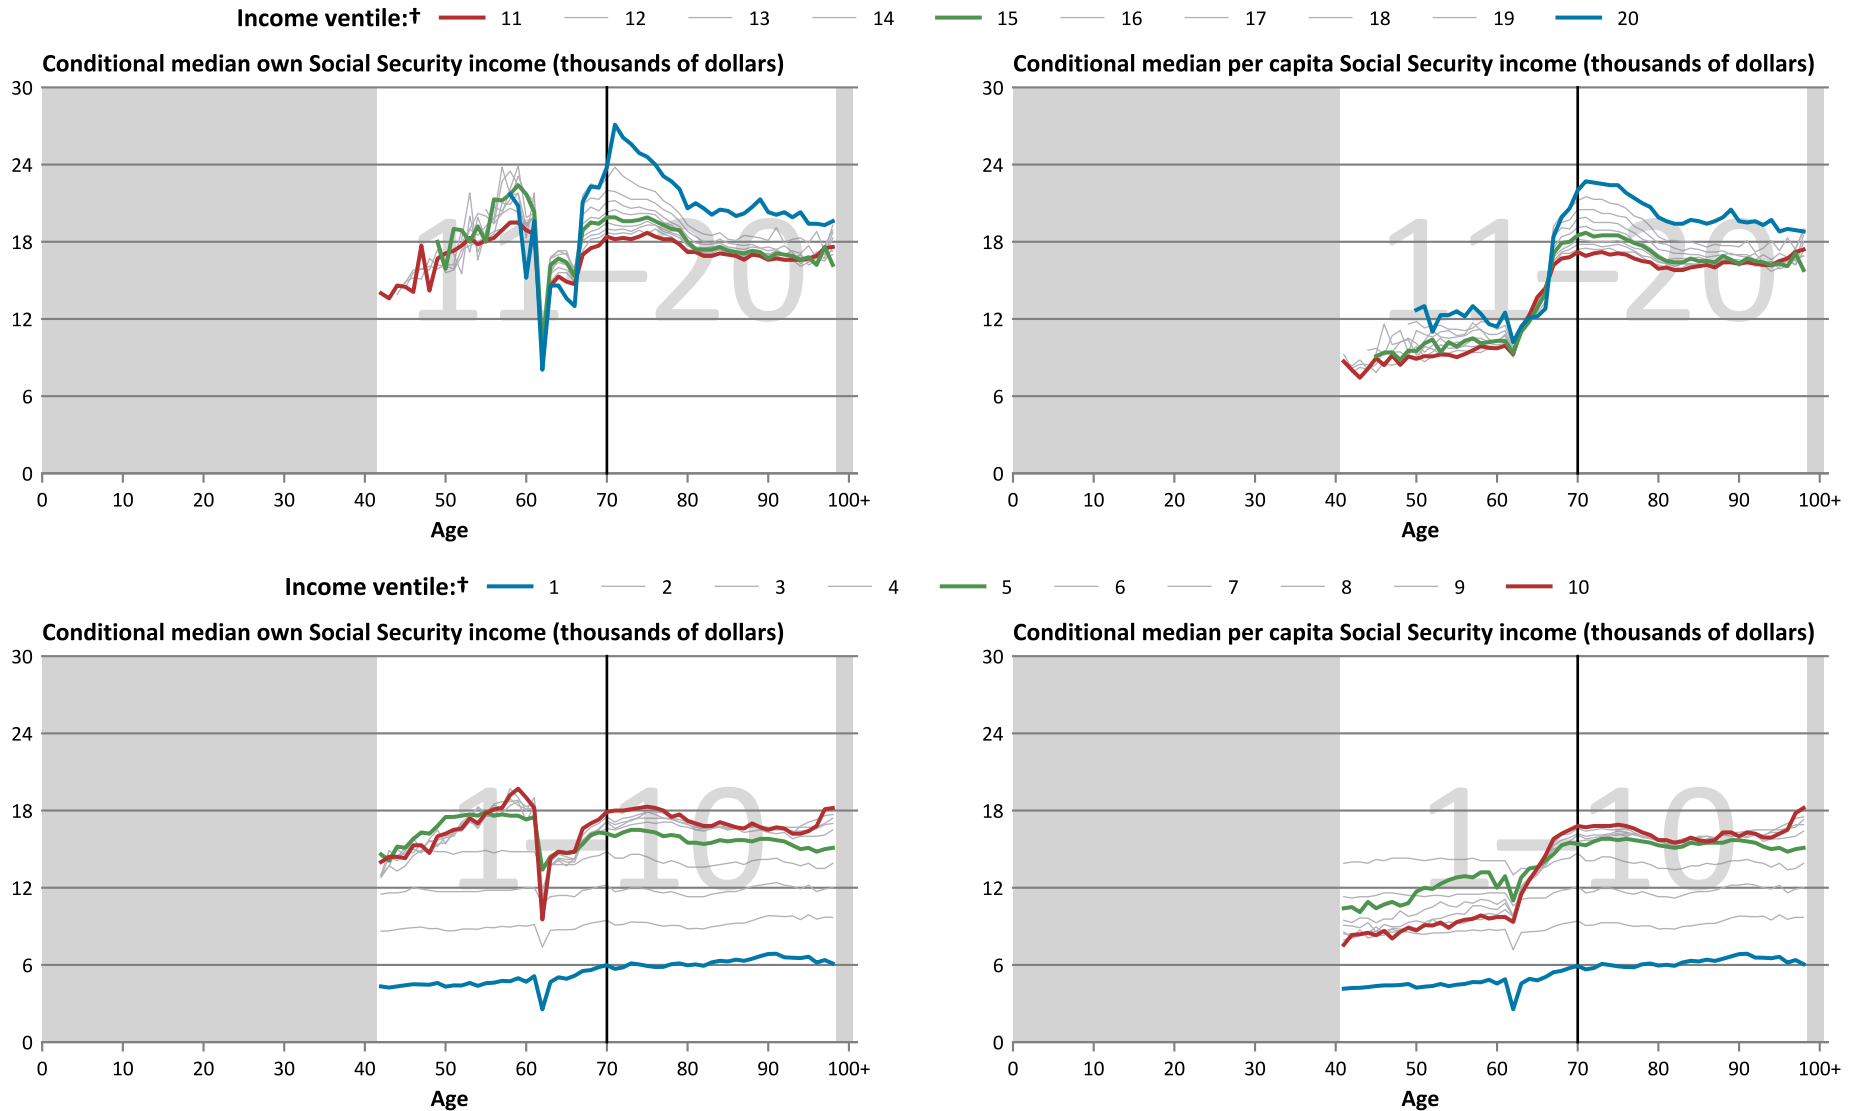 Income ventile:† 11 12 13 14 15 16 17 18 19 20
Conditional median own Social Security income (thousands of dollars)
30
24
18
12
6
0
11–20
0 10 20 30 40 50 60 70 80 90 100+
Age
Conditional median per capita Social Security income (thousands of dollars)
30
24
18
12
6
0
11–20
0 10 20 30 40 50 60 70 80 90 100+
Age
Income ventile:† 1 2 3 4 5 6 7 8 9 10
Conditional median own Social Security income (thousands of dollars)
30
24
18
12
6
0
1–10
0 10 20 30 40 50 60 70 80 90 100+
Age
Conditional median per capita Social Security income (thousands of dollars)
30
24
18
12
6
0
1–10
0 10 20 30 40 50 60 70 80 90 100+
Age